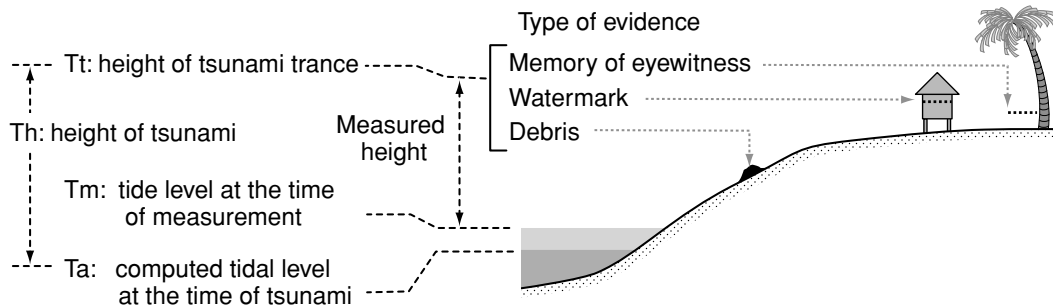 Type of evidence
Tt: height of tsunami trance
Memory of eyewitness
Watermark
Debris
Th: height of tsunami
Measured
height
Tm: tide level at the time
of measurement
Ta: computed tidal level
at the time of tsunami